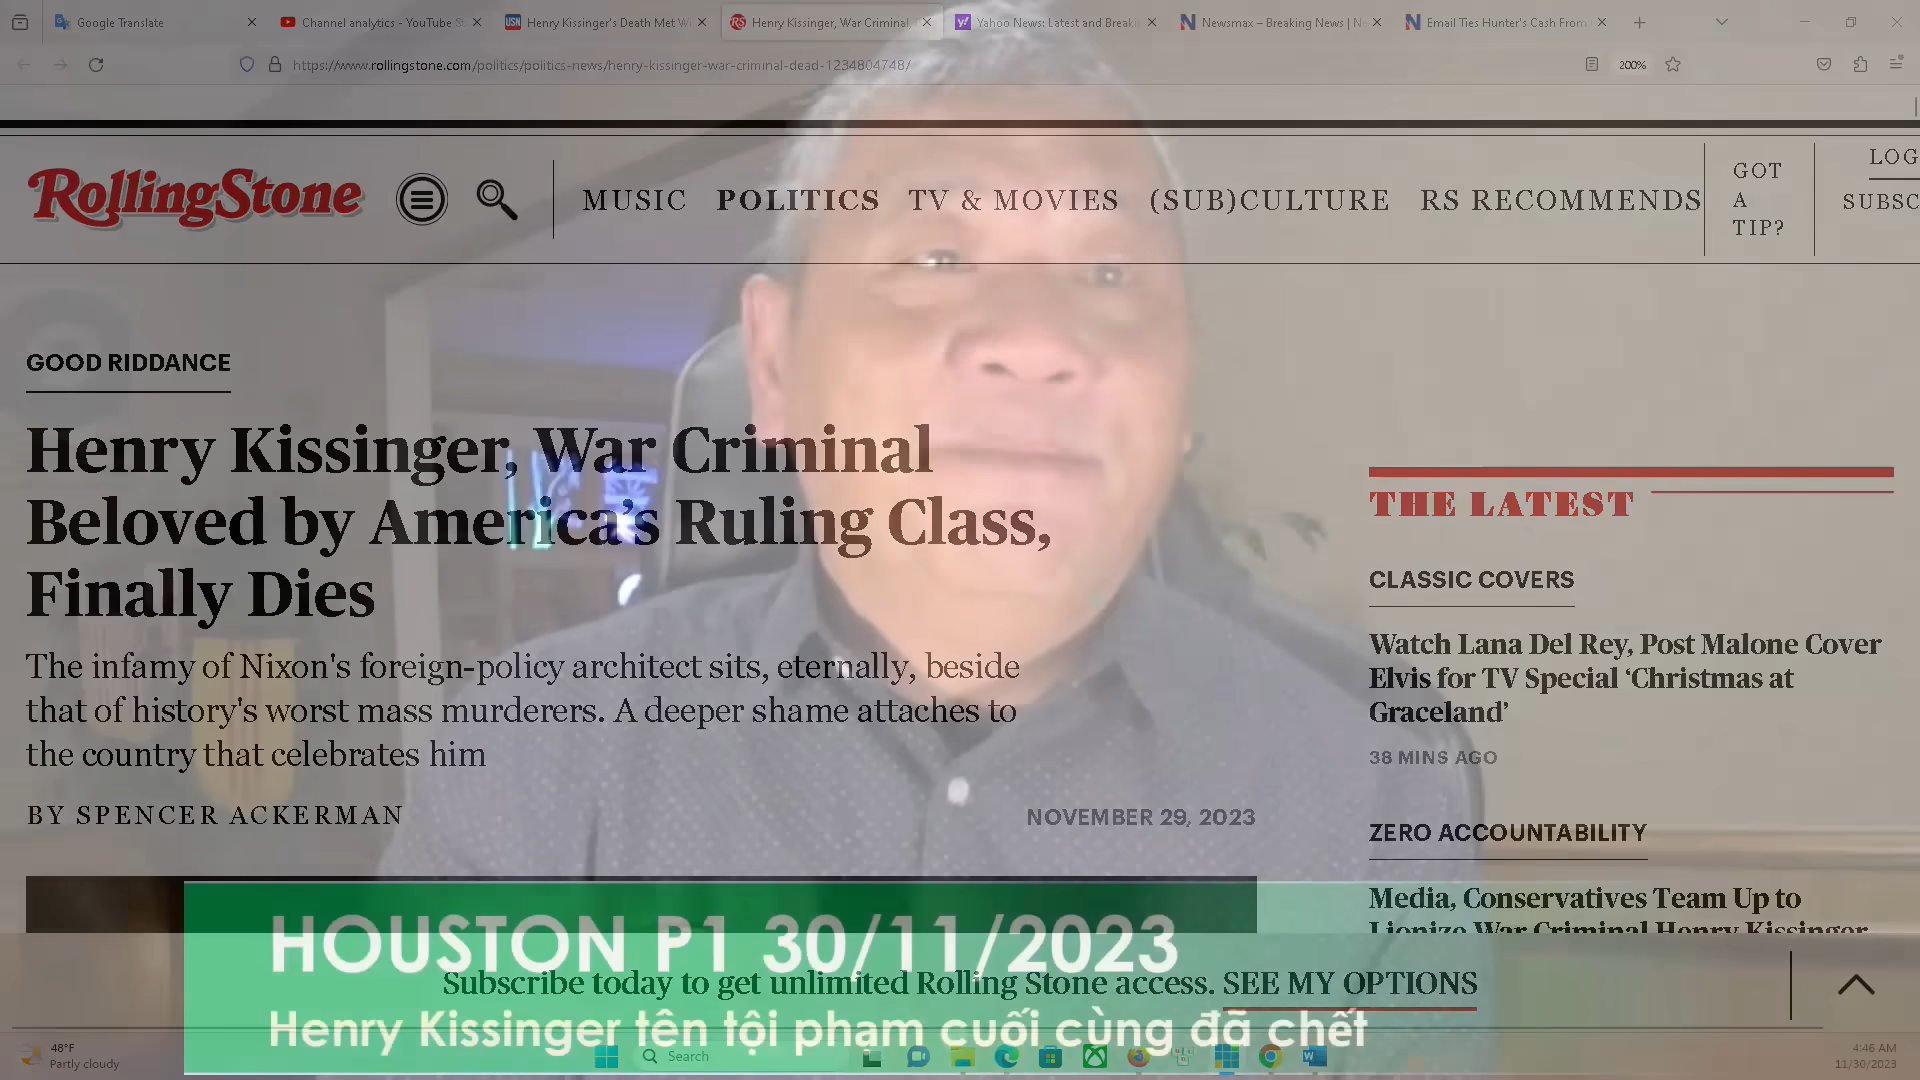 Google Translate
Channel analytics - YouTube S
Henry Kissinger's Death Met W
Henry Kissinger, War Criminal,
Yahoo News: Latest and Breaki
Newsmax – Breaking News | N
Email Ties Hunter's Cash From
https://www.rollingstone.com/politics/politics-news/henry-kissinger-war-criminal-dead-1234804748/
200%
RollingStone
MUSIC
POLITICS
TV & MOVIES
(SUB)CULTURE
RS RECOMMENDS
GOT
A
TIP?
LOG
SUBSC
GOOD RIDDANCE
Henry Kissinger, War Criminal
Beloved by America's Ruling Class,
Finally Dies
The infamy of Nixon's foreign-policy architect sits, eternally, beside
that of history's worst mass murderers. A deeper shame attaches to
the country that celebrates him
BY SPENCER ACKERMAN
NOVEMBER 29, 2023
THE LATEST
CLASSIC COVERS
Watch Lana Del Rey, Post Malone Cover
Elvis for TV Special ‘Christmas at
Graceland’
38 MINS AGO
ZERO ACCOUNTABILITY
Media, Conservatives Team Up to
Lionize War Criminal Henry Kissinger
HOUSTON P1 30/11/2023
Subscribe today to get unlimited Rolling Stone access. SEE MY OPTIONS
Henry Kissinger tên tội phạm cuối cùng đã chết
48°F
Partly cloudy
Search
4:46 AM
11/30/2023